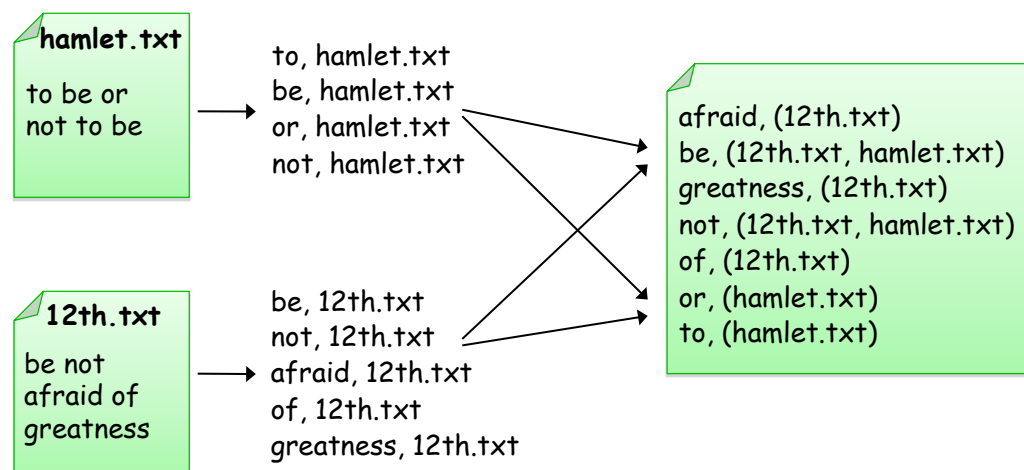 hamlet.txt
to be or
not to be
to, hamlet.txt
be, hamlet.txt
or, hamlet.txt
not, hamlet.txt
12th.txt
be not
afraid of
greatness
be, 12th.txt
not, 12th.txt
afraid, 12th.txt
of, 12th.txt
greatness, 12th.txt
afraid, (12th.txt)
be, (12th.txt, hamlet.txt)
greatness, (12th.txt)
not, (12th.txt, hamlet.txt)
of, (12th.txt)
or, (hamlet.txt)
to, (hamlet.txt)